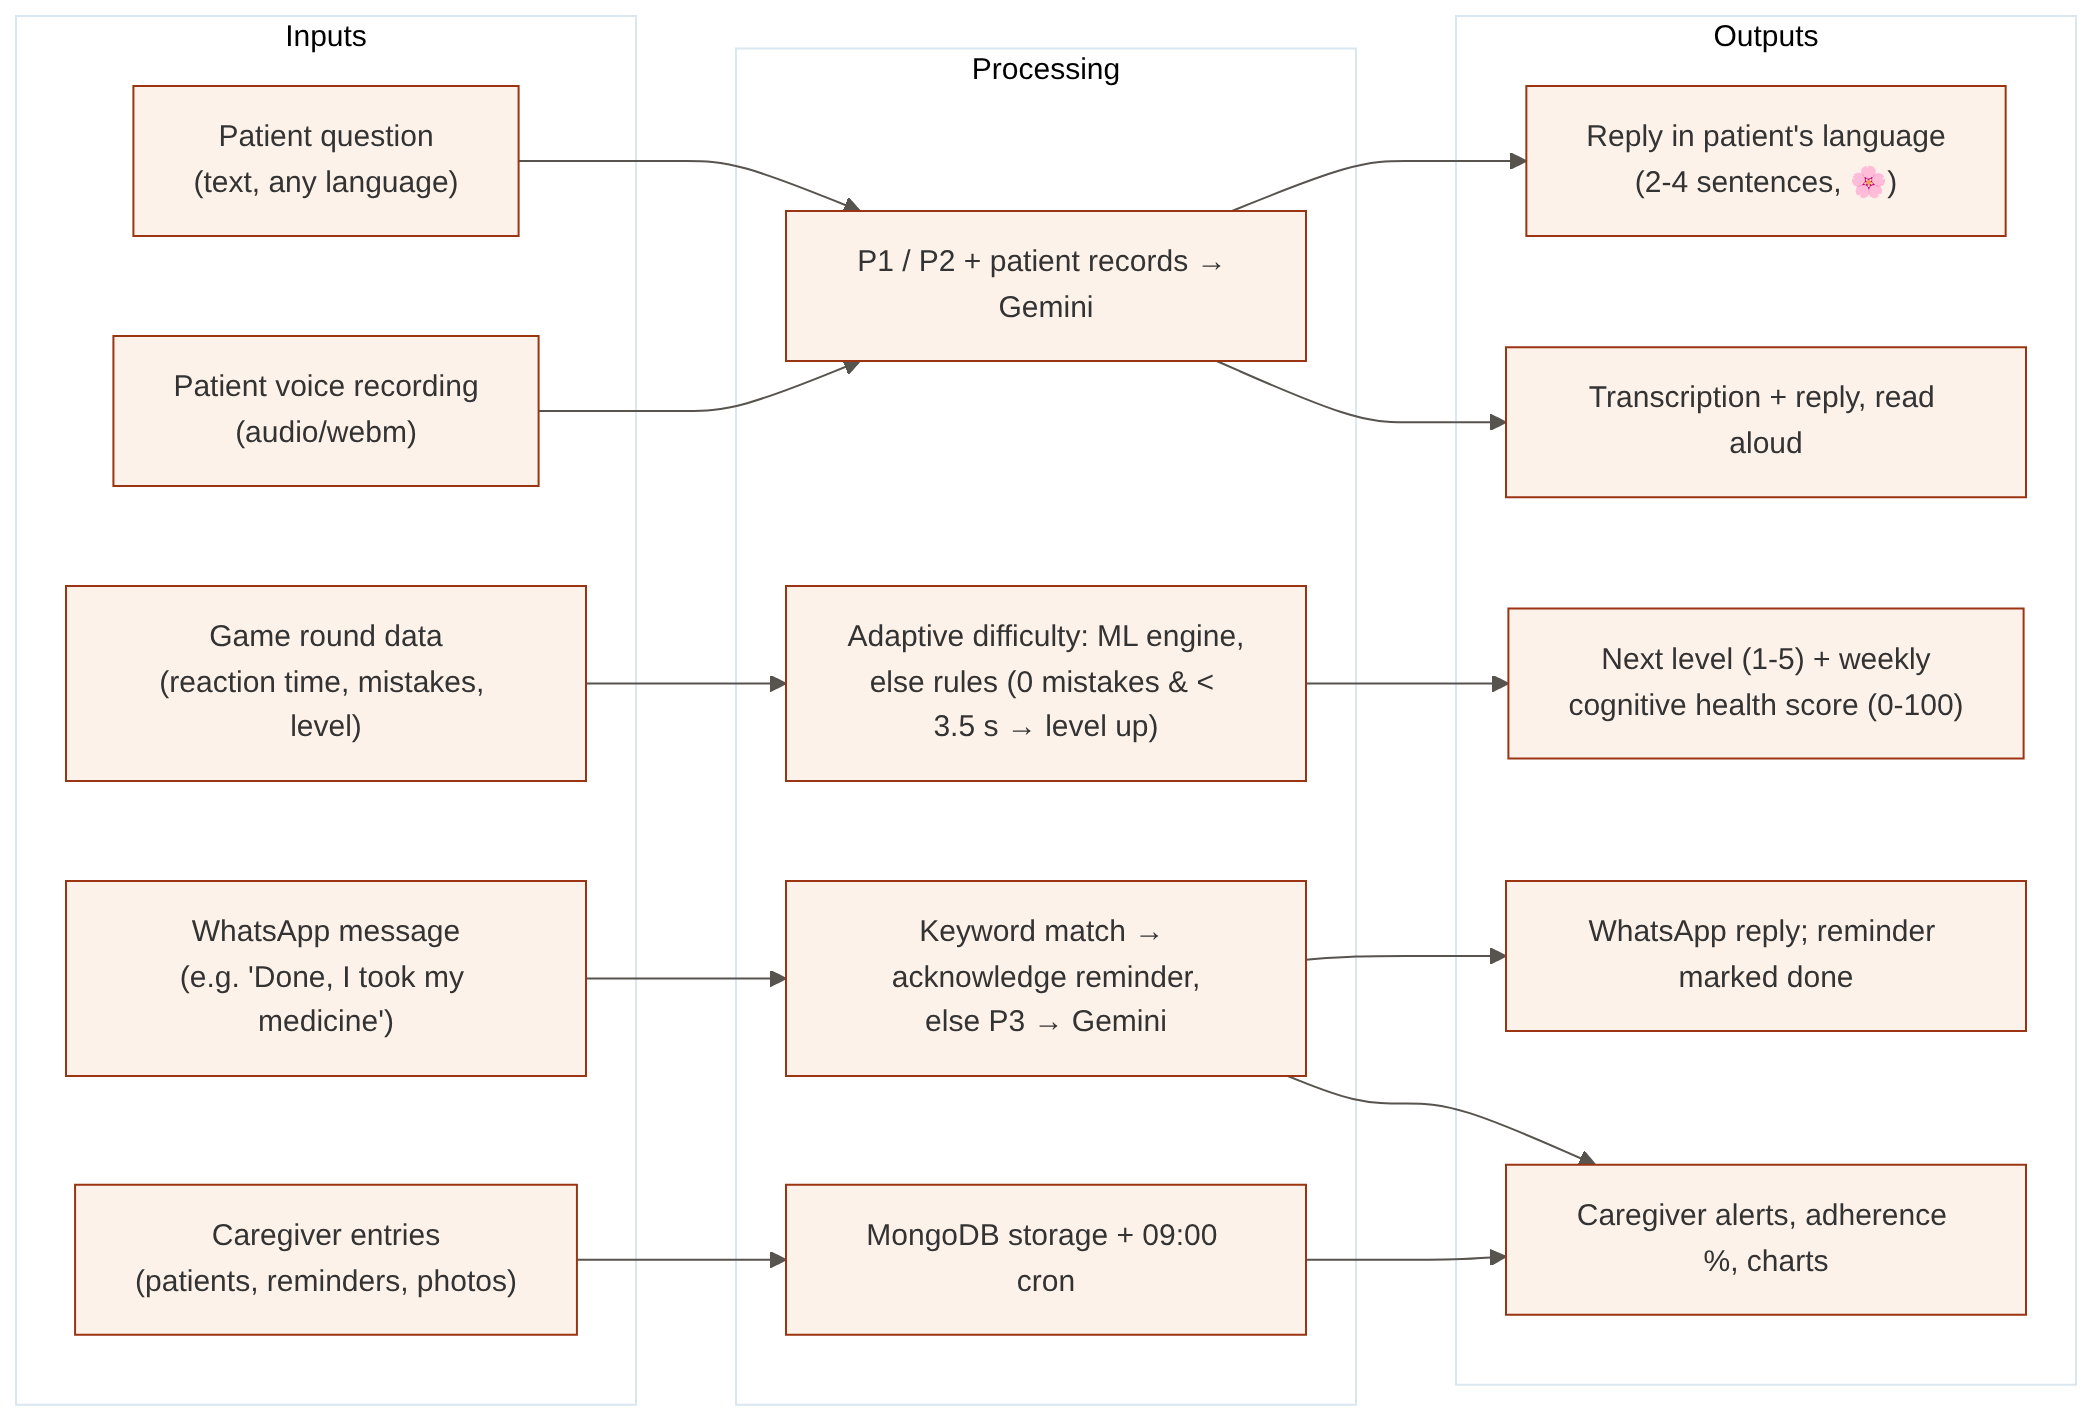 Inputs
Patient question
(text, any language)
Patient voice recording
(audio/webm)
Game round data
(reaction time, mistakes,
level)
WhatsApp message
(e.g. 'Done, I took my
medicine')
Caregiver entries
(patients, reminders, photos)
Processing
P1 / P2 + patient records →
Gemini
Adaptive difficulty: ML engine,
else rules (0 mistakes & <
3.5 s → level up)
Keyword match →
acknowledge reminder,
else P3 → Gemini
MongoDB storage + 09:00
cron
Outputs
Reply in patient's language
(2-4 sentences, 🌸)
Transcription + reply, read
aloud
Next level (1-5) + weekly
cognitive health score (0-100)
WhatsApp reply; reminder
marked done
Caregiver alerts, adherence
%, charts